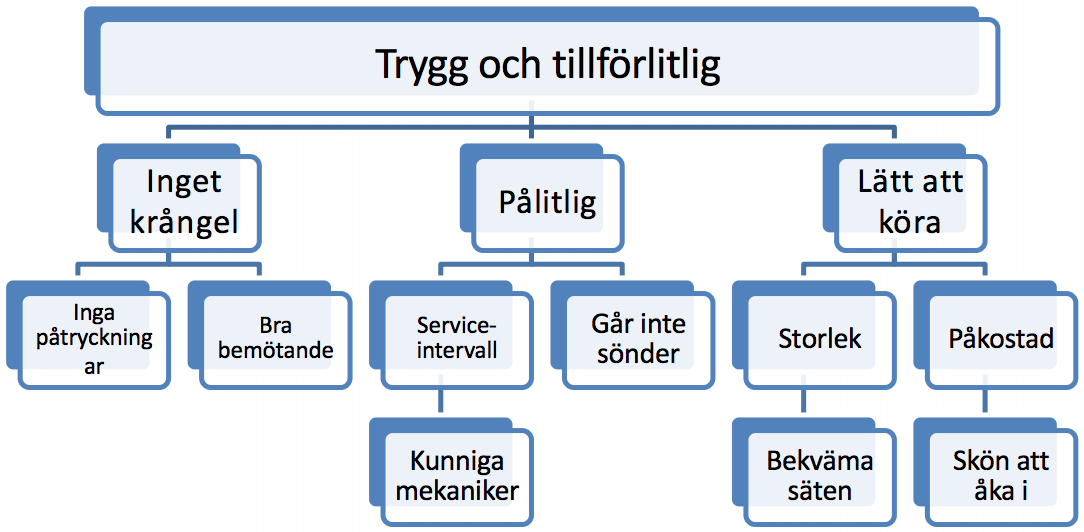 Trygg och tillförlitlig
Inget
krångel
Pålitlig
Lätt att
köra
Inga
påtryckning
ar
Bra
bemötande
Service-
intervall
Går inte
sönder
Storlek
Påkostad
Kunniga
mekaniker
Bekväma
säten
Skön att
åka i